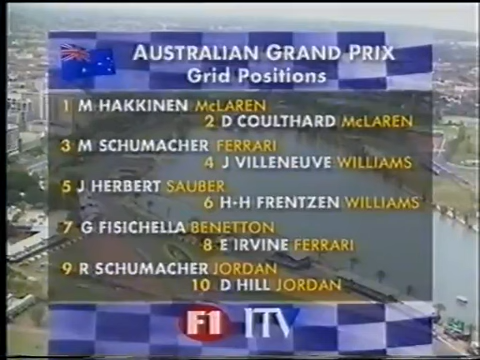 AUSTRALIAN GRAND PRIX
Grid Positions
1 M HAKKINEN McLAREN
2 D COULTHARD McLAREN
3 M SCHUMACHER FERRARI
4 J VILLENEUVE WILLIAMS
5 J HERBERT SAUBER
6 H-H FRENTZEN WILLIAMS
7 G FISICHELLA BENETTON
8 E IRVINE FERRARI
9 R SCHUMACHER JORDAN
10 D HILL JORDAN
F1 ITV